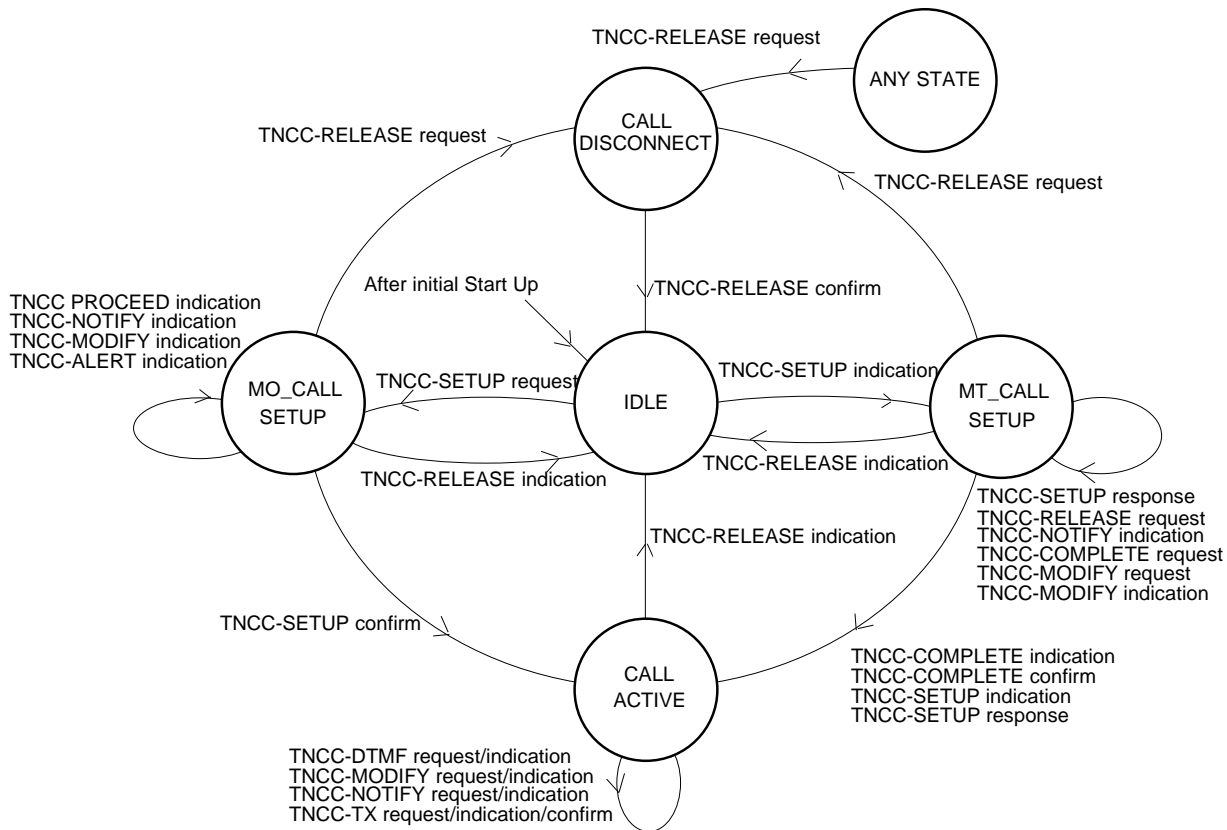 TNCC-RELEASE request
ANY STATE
CALL
DISCONNECT
TNCC-RELEASE request
TNCC-RELEASE request
After initial Start Up
TNCC-RELEASE confirm
TNCC PROCEED indication
TNCC-NOTIFY indication
TNCC-MODIFY indication
TNCC-ALERT indication
MO_CALL
SETUP
TNCC-SETUP request
IDLE
TNCC-SETUP indication
MT_CALL
SETUP
TNCC-RELEASE indication
TNCC-RELEASE indication
TNCC-SETUP response
TNCC-RELEASE request
TNCC-NOTIFY indication
TNCC-COMPLETE request
TNCC-MODIFY request
TNCC-MODIFY indication
TNCC-RELEASE indication
TNCC-SETUP confirm
CALL
ACTIVE
TNCC-COMPLETE indication
TNCC-COMPLETE confirm
TNCC-SETUP indication
TNCC-SETUP response
TNCC-DTMF request/indication
TNCC-MODIFY request/indication
TNCC-NOTIFY request/indication
TNCC-TX request/indication/confirm